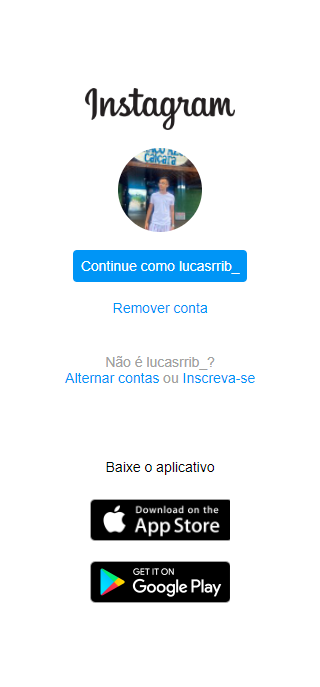 Instagram
CAIÇARA
Continue como lucasrrib_
Remover conta
Não é lucasrrib_?
Alternar contas ou Inscreva-se
Baixe o aplicativo
Download on the
App Store
GET IT ON
Google Play